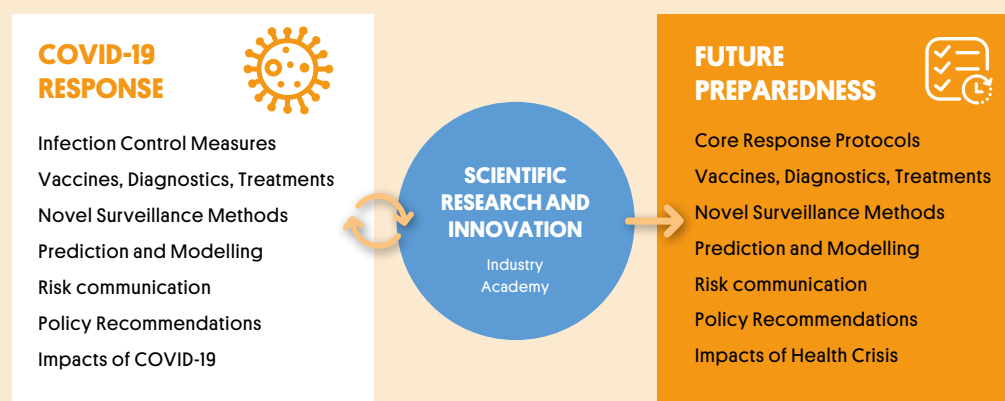 COVID-19
RESPONSE
Infection Control Measures
Vaccines, Diagnostics, Treatments
Novel Surveillance Methods
Prediction and Modelling
Risk communication
Policy Recommendations
Impacts of COVID-19
SCIENTIFIC
RESEARCH AND
INNOVATION
Industry
Academy
FUTURE
PREPAREDNESS
Core Response Protocols
Vaccines, Diagnostics, Treatments
Novel Surveillance Methods
Prediction and Modelling
Risk communication
Policy Recommendations
Impacts of Health Crisis